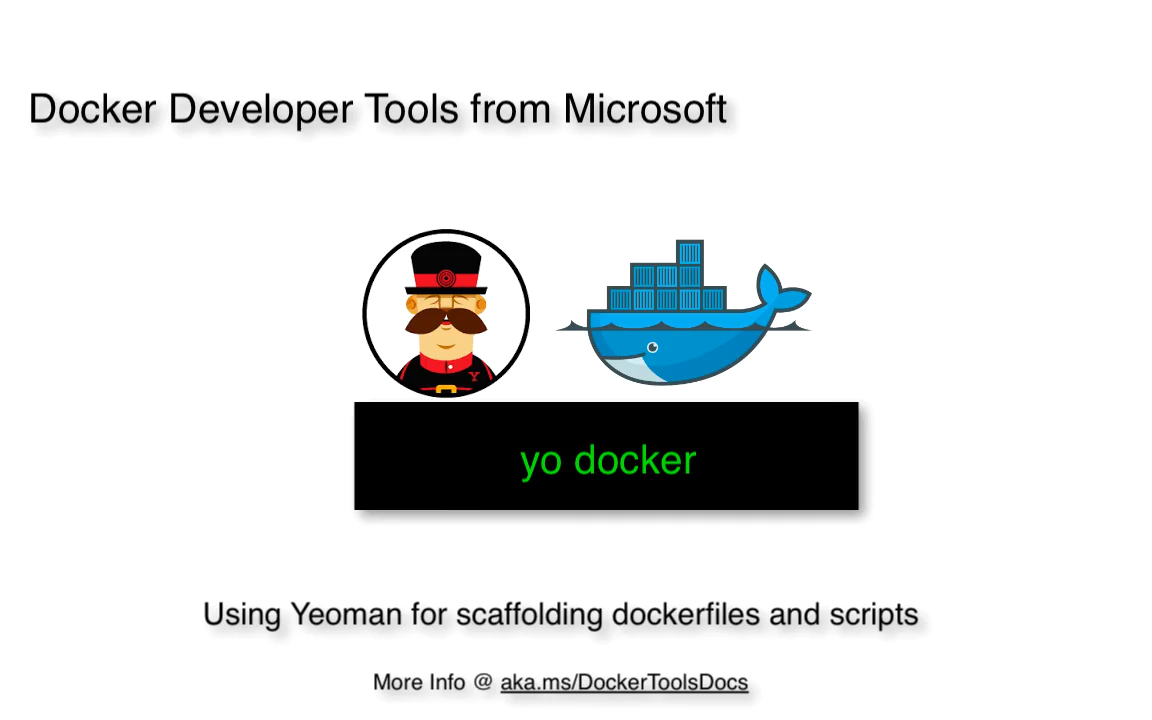 Docker Developer Tools from Microsoft
Y
yo docker
Using Yeoman for scaffolding dockerfiles and scripts
More Info @ aka.ms/DockerToolsDocs